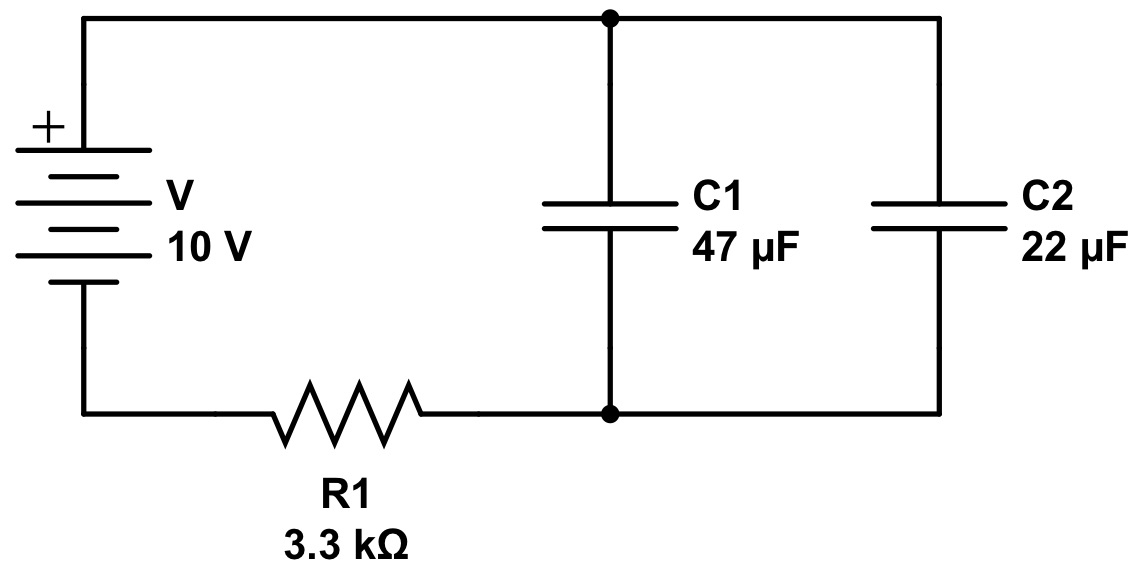 +
V
10 V
C1
47 µF
C2
22 µF
R1
3.3 kΩ